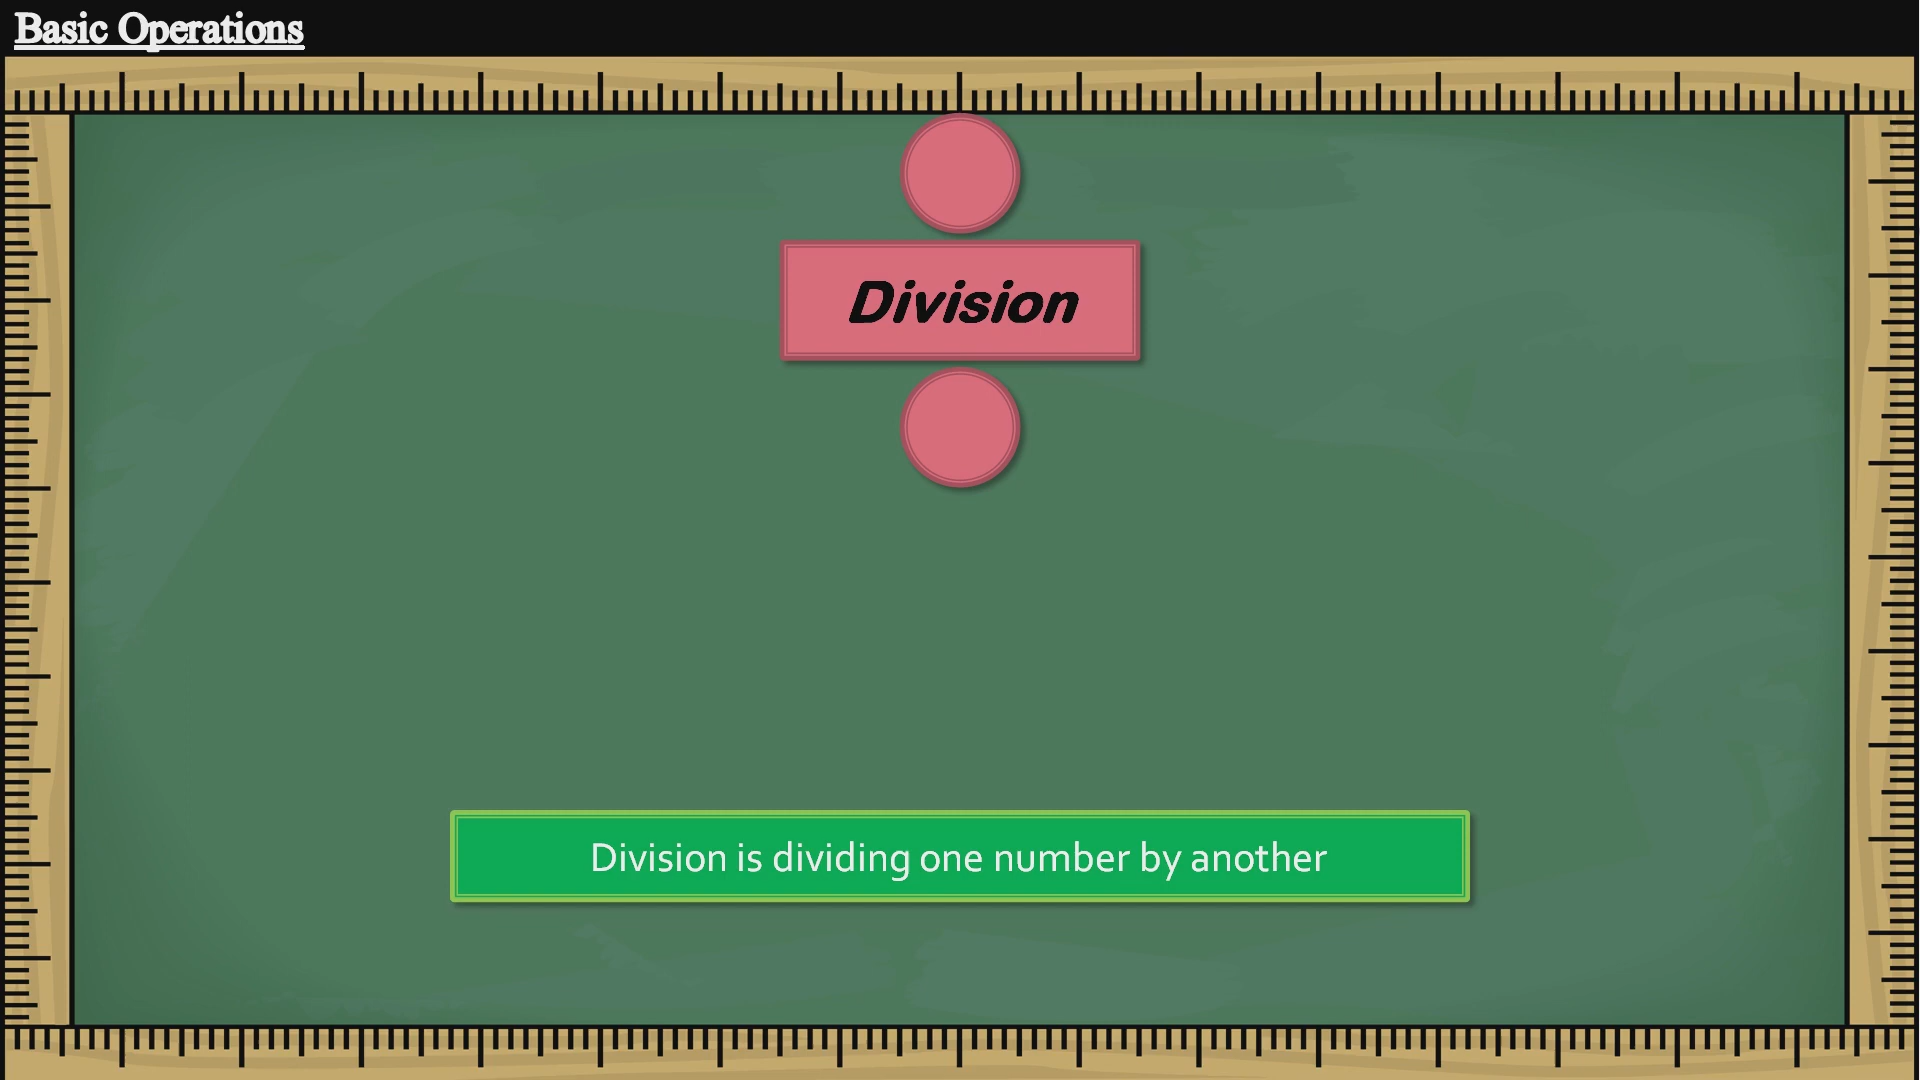 Basic Operations
Division
Division is dividing one number by another